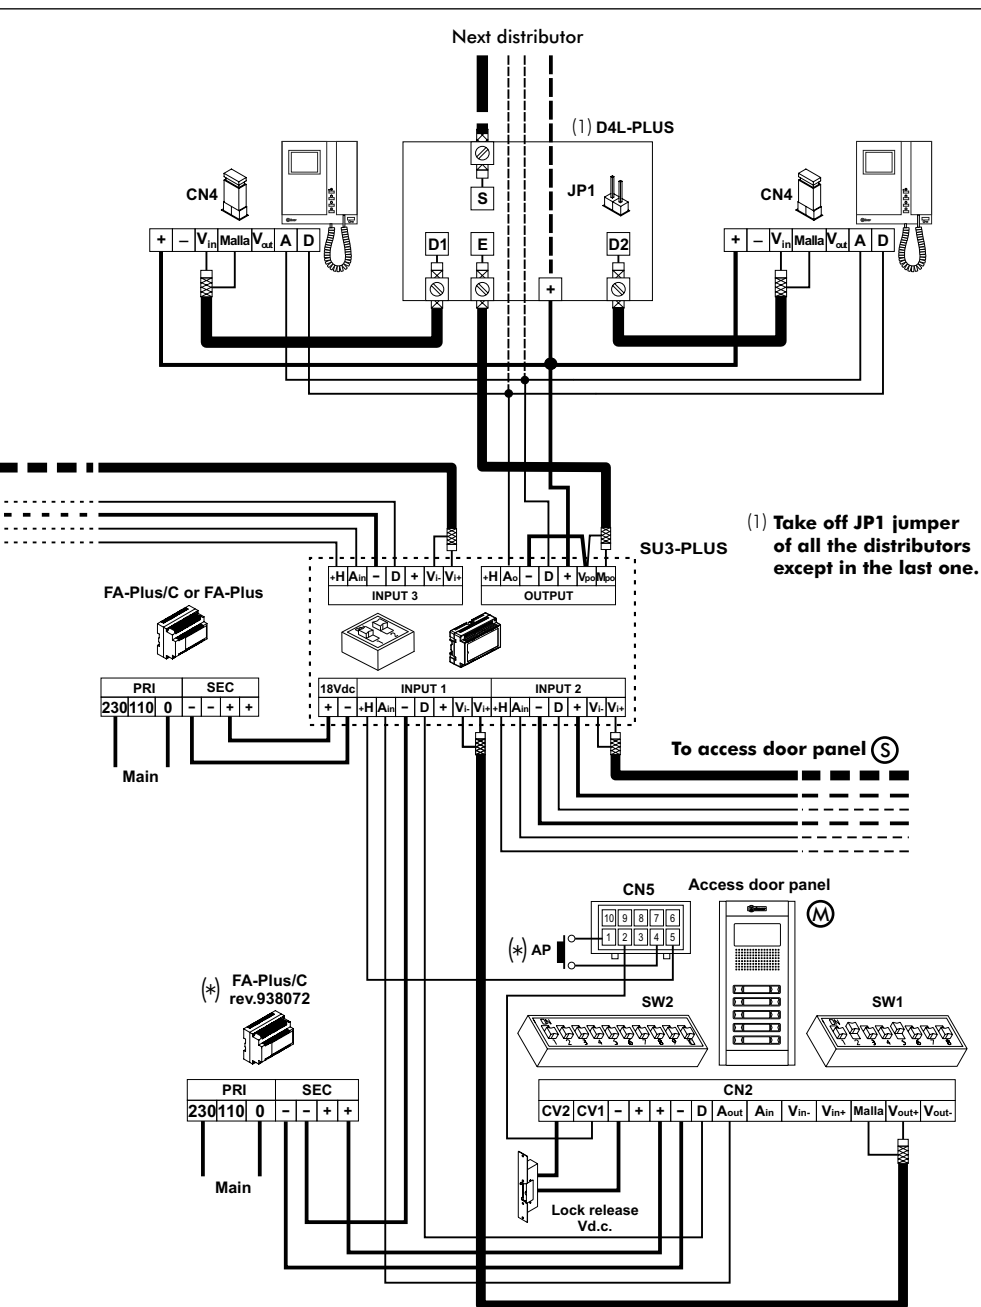 Next distributor
(1) D4L-PLUS
CN4
JP1
CN4
S
D1 E D2
+
+ – Vin Malla Vout A D
+ – Vin Malla Vout A D
(1) Take off JP1 jumper
of all the distributors
except in the last one.
SU3-PLUS
+H Ain – D + Vi- Vi+
INPUT 3
+H Ao – D + Vpo Mpo
OUTPUT
FA-Plus/C or FA-Plus
PRI SEC
230 110 0 – – + +
Main
18Vdc INPUT 1 INPUT 2
+ – +H Ain – D + Vi- Vi+ +H Ain – D + Vi- Vi+
To access door panel S
CN5
10 9 8 7 6
1 2 3 4 5
(*) AP
Access door panel
M
SW2
SW1
(*) FA-Plus/C
rev.938072
PRI SEC
230 110 0 – – + +
Main
CN2
CV2 CV1 – + + – D Aout Ain Vin- Vin+ Malla Vout+ Vout-
Lock release
Vd.c.